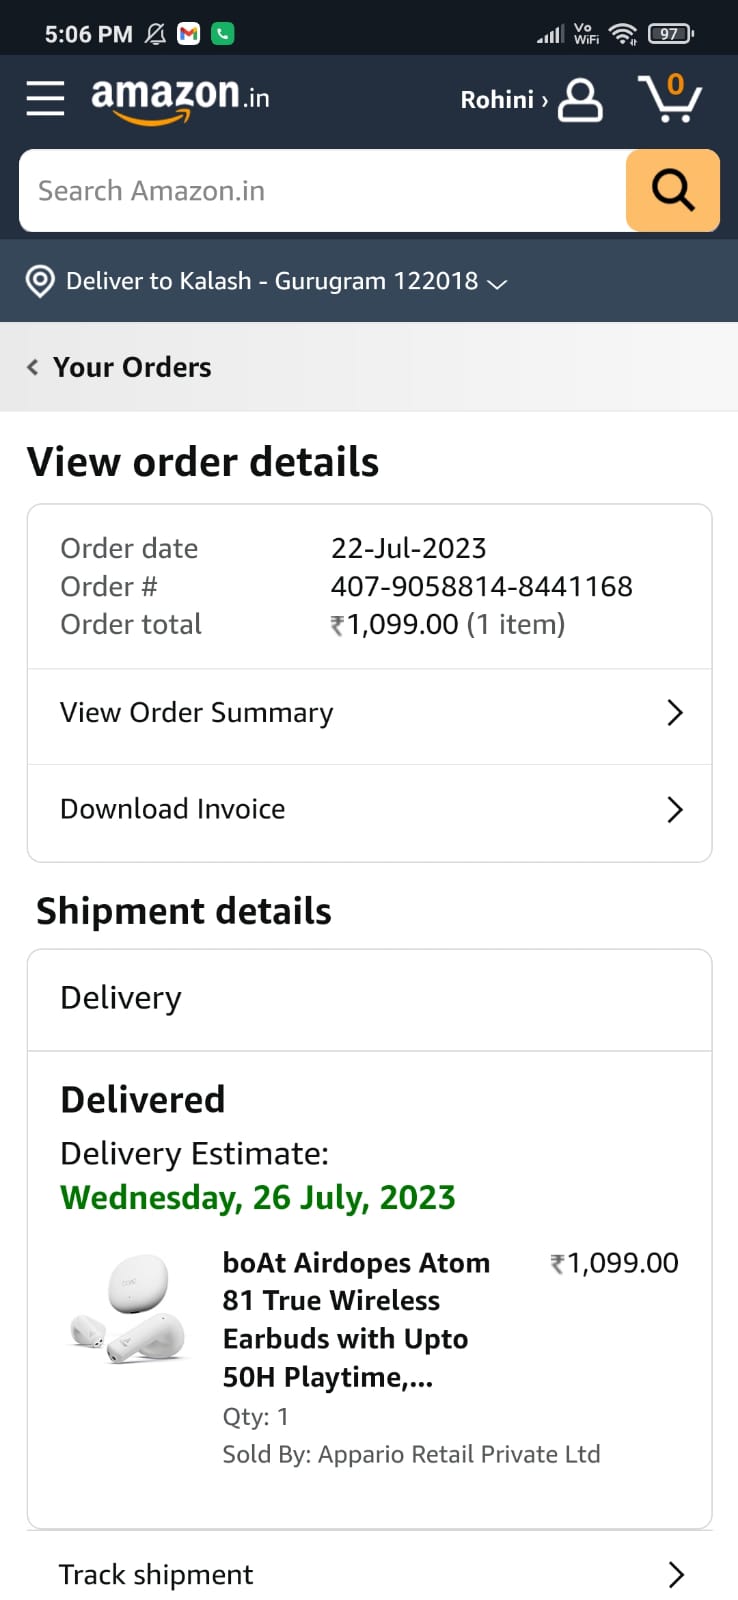 5:06 PM Vo WiFi 97
amazon.in Rohini › 0
Search Amazon.in
Deliver to Kalash - Gurugram 122018
Your Orders
View order details
Order date 22-Jul-2023
Order # 407-9058814-8441168
Order total ₹1,099.00 (1 item)
View Order Summary
Download Invoice
Shipment details
Delivery
Delivered
Delivery Estimate:
Wednesday, 26 July, 2023
boAt Airdopes Atom ₹1,099.00
81 True Wireless
Earbuds with Upto
50H Playtime,...
Qty: 1
Sold By: Appario Retail Private Ltd
Track shipment